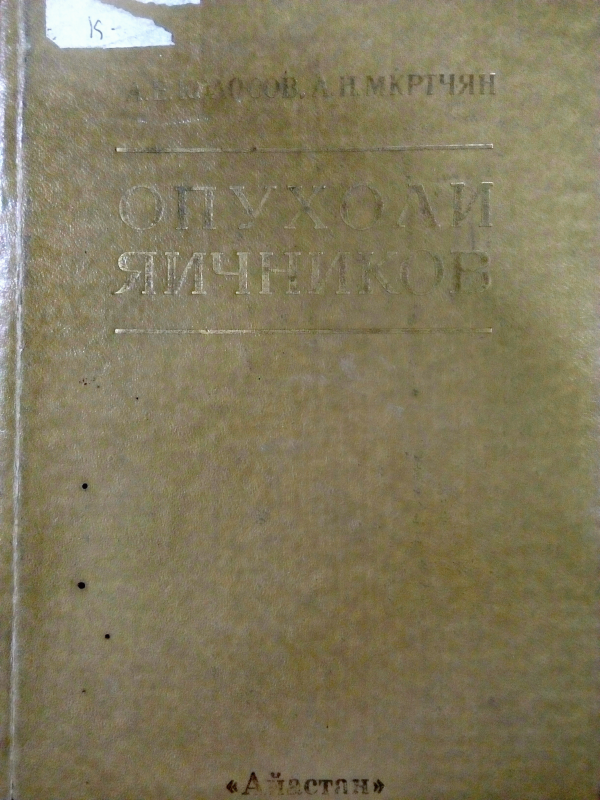 А. Е. КОЛОСОВ, Л. Н. МКРТЧЯН
ОПУХОЛИ
ЯИЧНИКОВ
«Айастан»